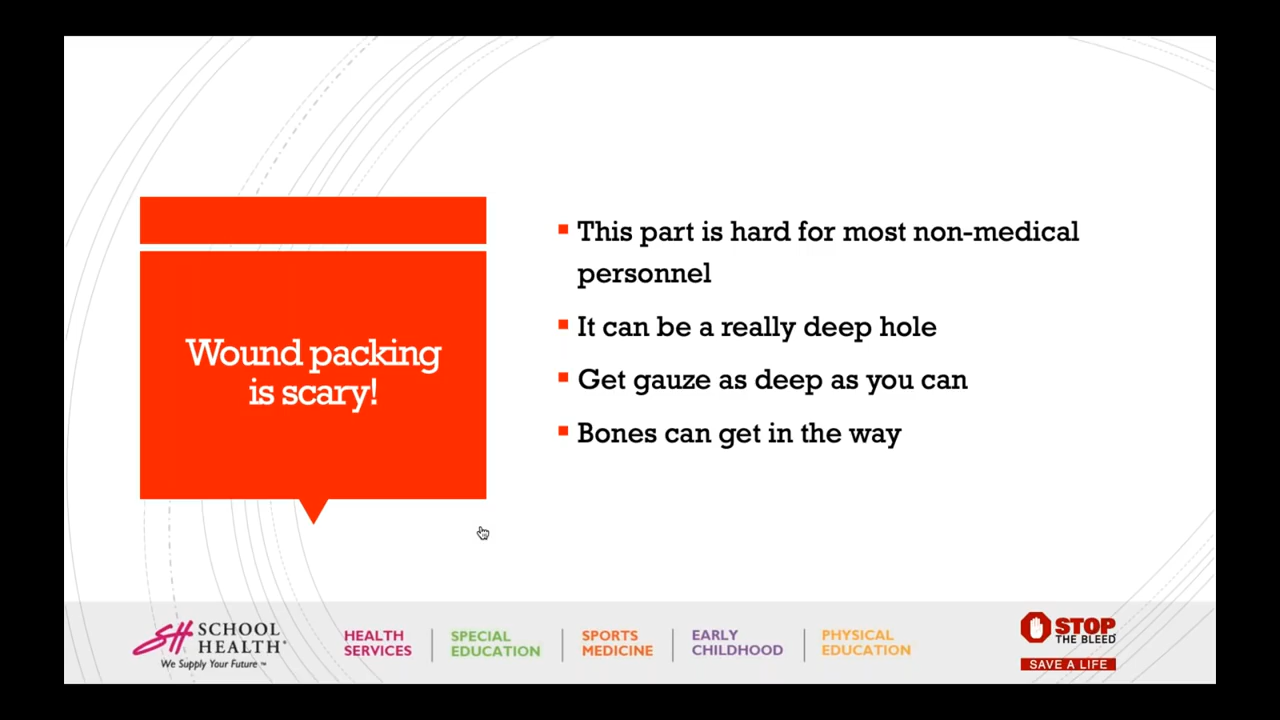 Wound packing
is scary!
This part is hard for most non-medical
personnel
It can be a really deep hole
Get gauze as deep as you can
Bones can get in the way
SH SCHOOL
HEALTH®
We Supply Your Future ™
HEALTH
SERVICES
SPECIAL
EDUCATION
SPORTS
MEDICINE
EARLY
CHILDHOOD
PHYSICAL
EDUCATION
STOP
THE BLEED
SAVE A LIFE